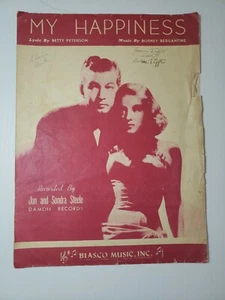 MY HAPPINESS
Lyric By BETTY PETERSON
Music By BORNEY BERGANTINE
Recorded By
Jon and Sondra Steele
DAMON RECORDS
BLASCO MUSIC, INC.